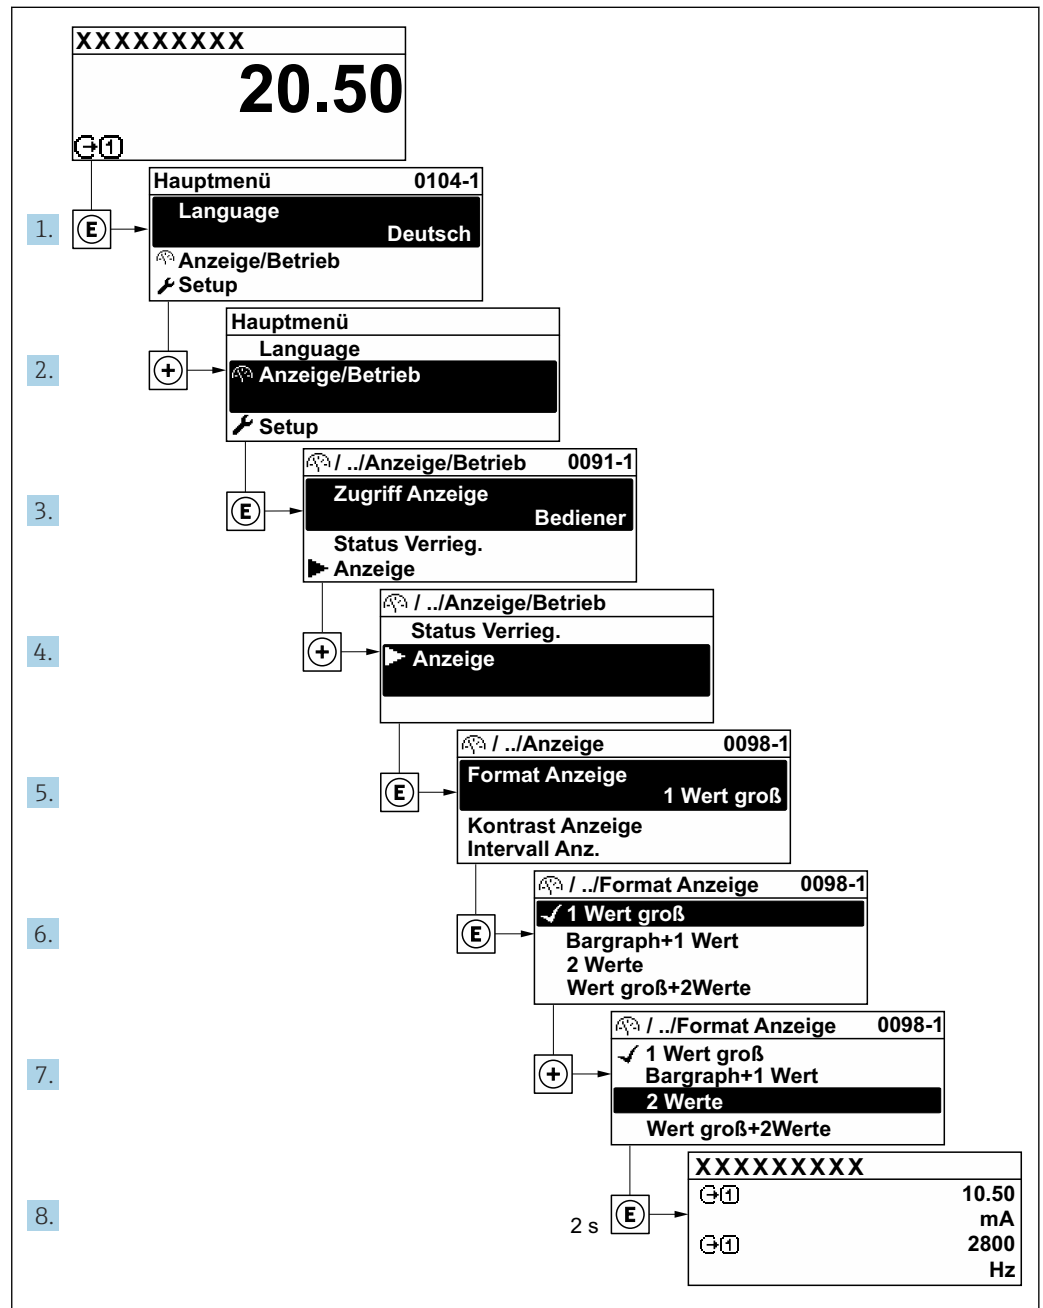 XXXXXXXXX
20.50
1
Hauptmenü 0104-1
1. E Language
Deutsch
Anzeige/Betrieb
Setup
Hauptmenü
Language
2. + Anzeige/Betrieb
Setup
/ ../Anzeige/Betrieb 0091-1
Zugriff Anzeige
3. E Bediener
Status Verrieg.
Anzeige
/ ../Anzeige/Betrieb
Status Verrieg.
4. + Anzeige
/ ../Anzeige 0098-1
Format Anzeige
5. E 1 Wert groß
Kontrast Anzeige
Intervall Anz.
/ ../Format Anzeige 0098-1
1 Wert groß
6. E Bargraph+1 Wert
2 Werte
Wert groß+2Werte
/ ../Format Anzeige 0098-1
1 Wert groß
7. + Bargraph+1 Wert
2 Werte
Wert groß+2Werte
XXXXXXXXX
1 10.50
8. 2 s E mA
1 2800
Hz